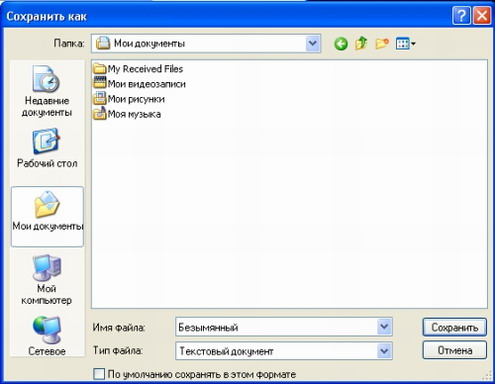 Сохранить как
Папка:
Мои документы
My Received Files
Мои видеозаписи
Мои рисунки
Моя музыка
Недавние
документы
Рабочий стол
Мои документы
Мой
компьютер
Сетевое
Имя файла:
Безымянный
Сохранить
Тип файла:
Текстовый документ
Отмена
По умолчанию сохранять в этом формате